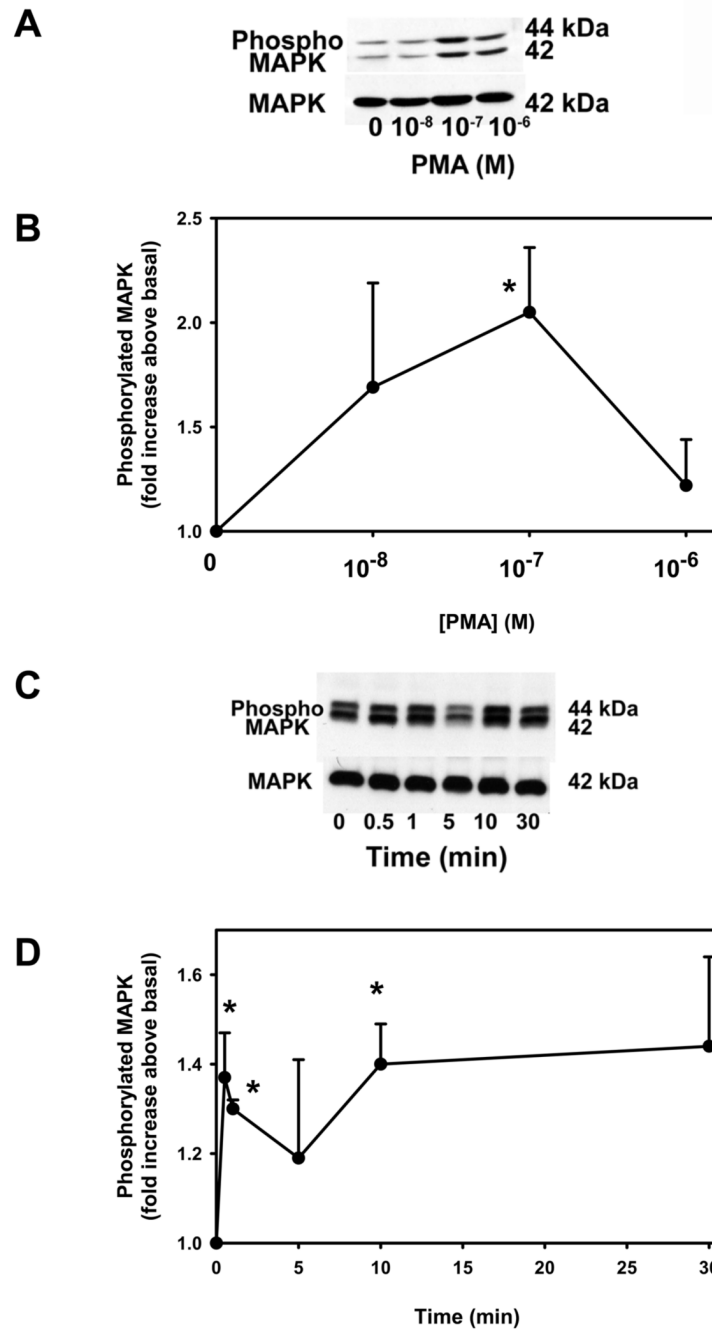 A
Phospho 44 kDa
MAPK 42
MAPK 42 kDa
0 10⁻⁸ 10⁻⁷ 10⁻⁶
PMA (M)
B
Phosphorylated MAPK
(fold increase above basal)
2.5
2.0
*
1.5
1.0
0 10⁻⁸ 10⁻⁷ 10⁻⁶
[PMA] (M)
C
Phospho 44 kDa
MAPK 42
MAPK 42 kDa
0 0.5 1 5 10 30
Time (min)
D
Phosphorylated MAPK
(fold increase above basal)
1.6
* *
1.4
*
1.2
1.0
0 5 10 15 20 25 30
Time (min)